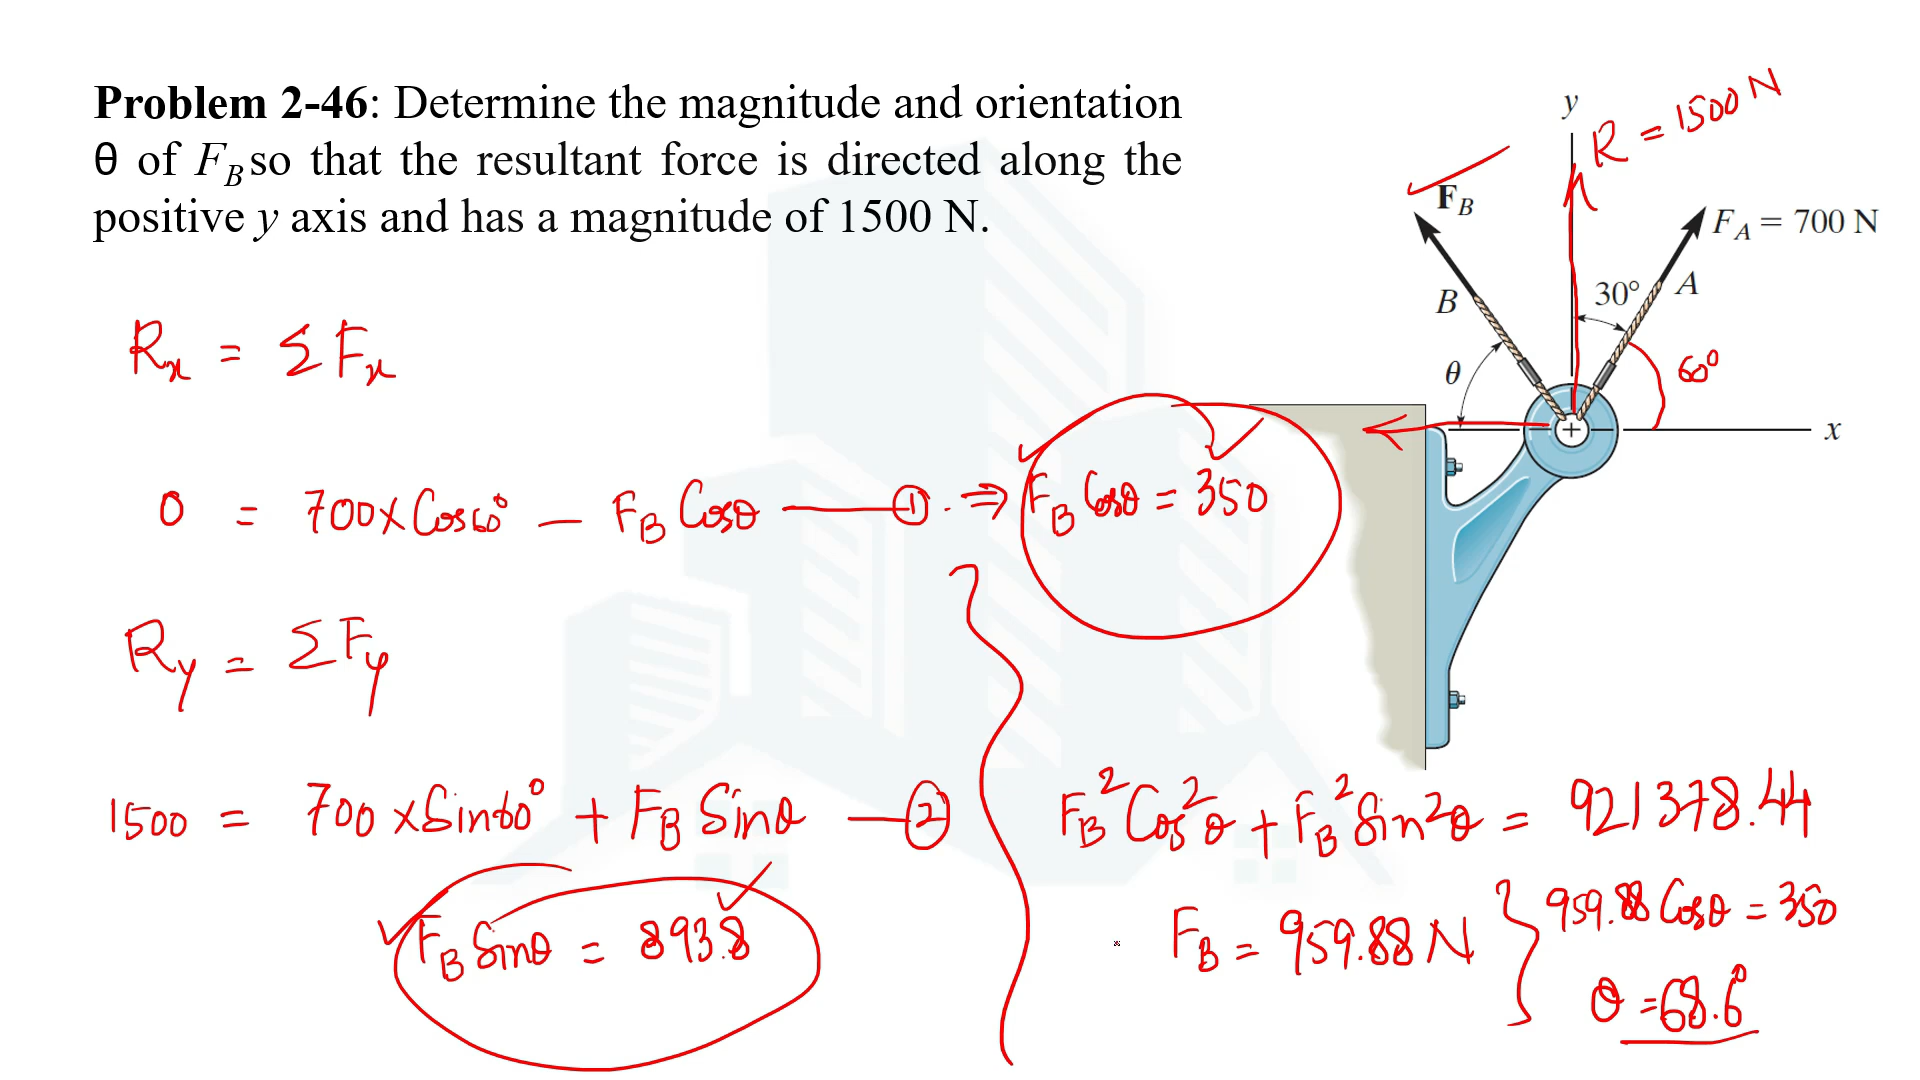 Problem 2-46: Determine the magnitude and orientation
θ of F_B so that the resultant force is directed along the
positive y axis and has a magnitude of 1500 N.
y
R = 1500 N
F_B
F_A = 700 N
30°
A
B
θ
60°
x
R_x = ΣF_x
0 = 700 x Cos60° - F_B Cosθ — ① . ⇒ F_B Cosθ = 350
R_y = ΣF_y
1500 = 700 x Sin60° + F_B Sinθ — ②
F_B Sinθ = 893.8
F_B² Cos²θ + F_B² Sin²θ = 921378.44
F_B = 959.88 N } 959.88 Cosθ = 350
θ = 68.6°